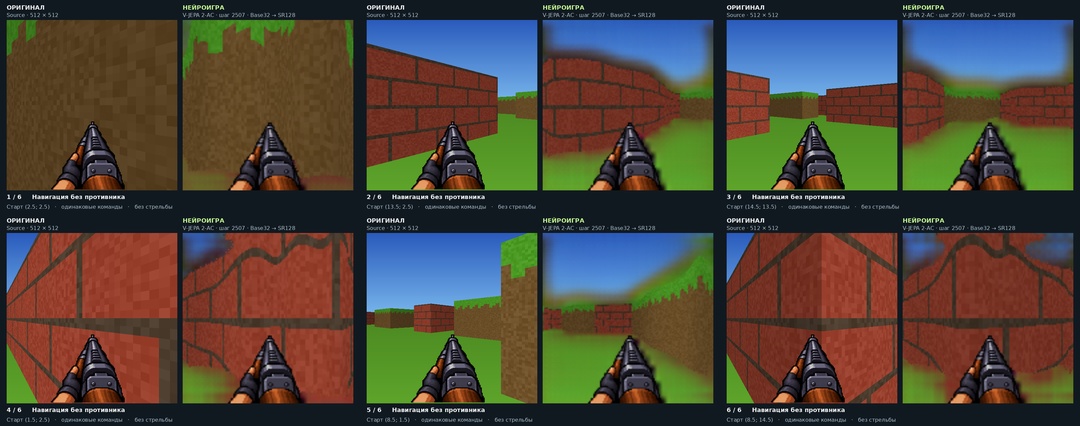 ОРИГИНАЛ
Source · 512 × 512
НЕЙРОИГРА
V-JEPA 2-AC · шаг 2507 · Base32 → SR128
1 / 6 Навигация без противника
Старт (2.5; 2.5) · одинаковые команды · без стрельбы
ОРИГИНАЛ
Source · 512 × 512
НЕЙРОИГРА
V-JEPA 2-AC · шаг 2507 · Base32 → SR128
2 / 6 Навигация без противника
Старт (13.5; 2.5) · одинаковые команды · без стрельбы
ОРИГИНАЛ
Source · 512 × 512
НЕЙРОИГРА
V-JEPA 2-AC · шаг 2507 · Base32 → SR128
3 / 6 Навигация без противника
Старт (14.5; 13.5) · одинаковые команды · без стрельбы
ОРИГИНАЛ
Source · 512 × 512
НЕЙРОИГРА
V-JEPA 2-AC · шаг 2507 · Base32 → SR128
4 / 6 Навигация без противника
Старт (1.5; 2.5) · одинаковые команды · без стрельбы
ОРИГИНАЛ
Source · 512 × 512
НЕЙРОИГРА
V-JEPA 2-AC · шаг 2507 · Base32 → SR128
5 / 6 Навигация без противника
Старт (8.5; 1.5) · одинаковые команды · без стрельбы
ОРИГИНАЛ
Source · 512 × 512
НЕЙРОИГРА
V-JEPA 2-AC · шаг 2507 · Base32 → SR128
6 / 6 Навигация без противника
Старт (8.5; 14.5) · одинаковые команды · без стрельбы